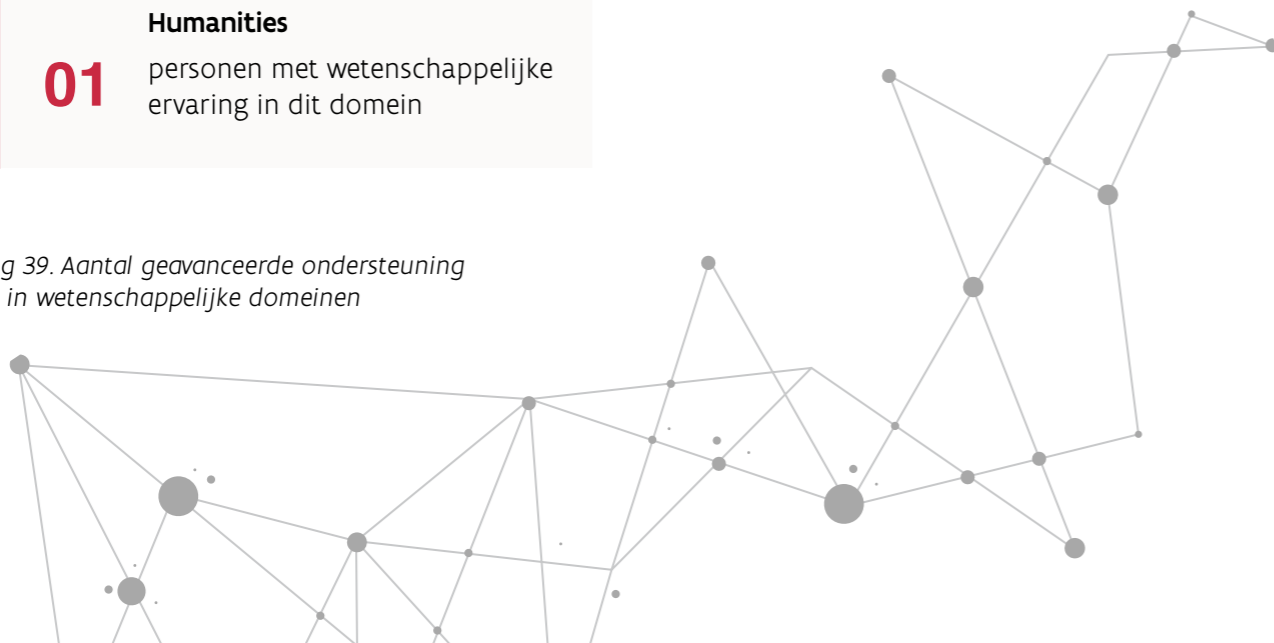 Humanities
01
personen met wetenschappelijke
ervaring in dit domein
g 39. Aantal geavanceerde ondersteuning
in wetenschappelijke domeinen